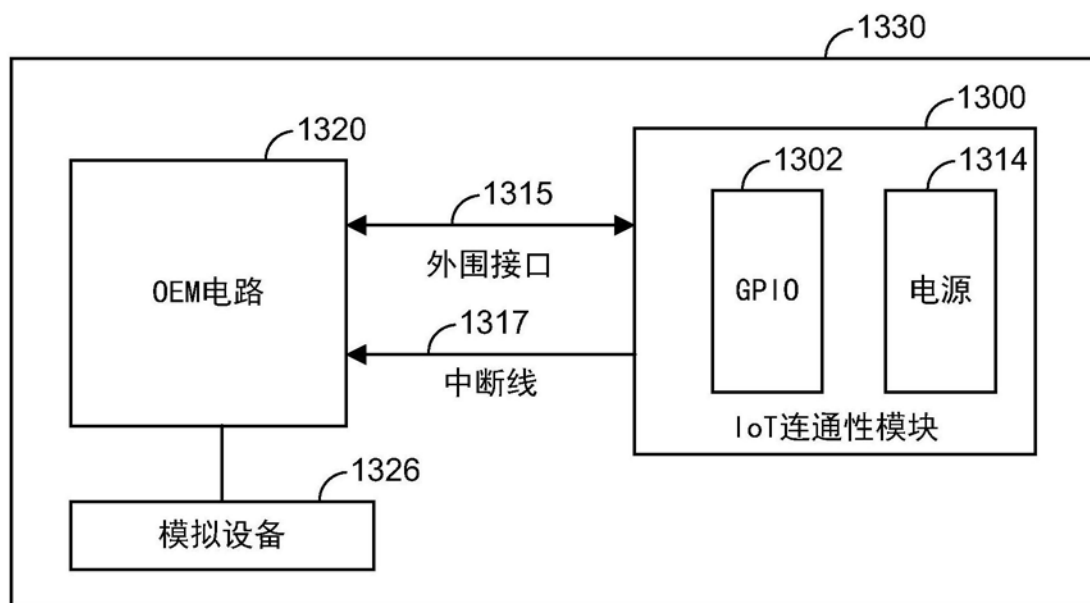 1330
1300
1320
1302
1314
1315
外围接口
OEM电路
GPIO
电源
1317
中断线
IoT连通性模块
1326
模拟设备